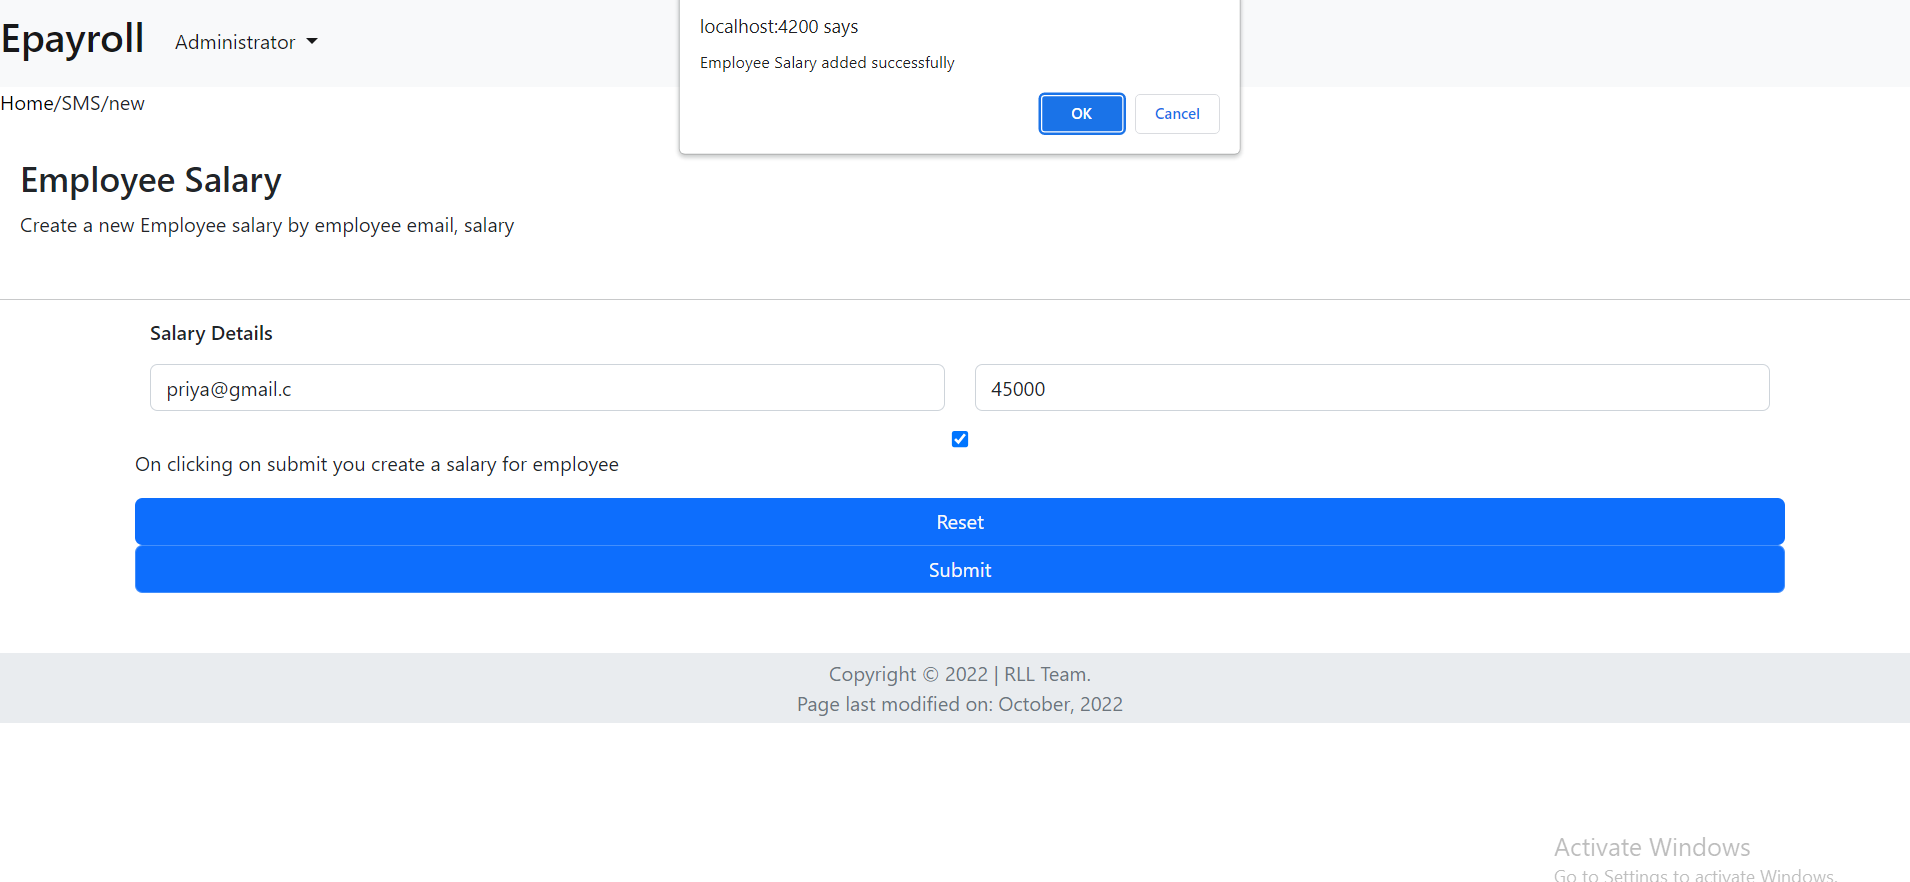 Epayroll
Administrator
localhost:4200 says
Employee Salary added successfully
OK
Cancel
Home/SMS/new
Employee Salary
Create a new Employee salary by employee email, salary
Salary Details
priya@gmail.c
45000
On clicking on submit you create a salary for employee
Reset
Submit
Copyright © 2022 | RLL Team.
Page last modified on: October, 2022
Activate Windows
Go to Settings to activate Windows.